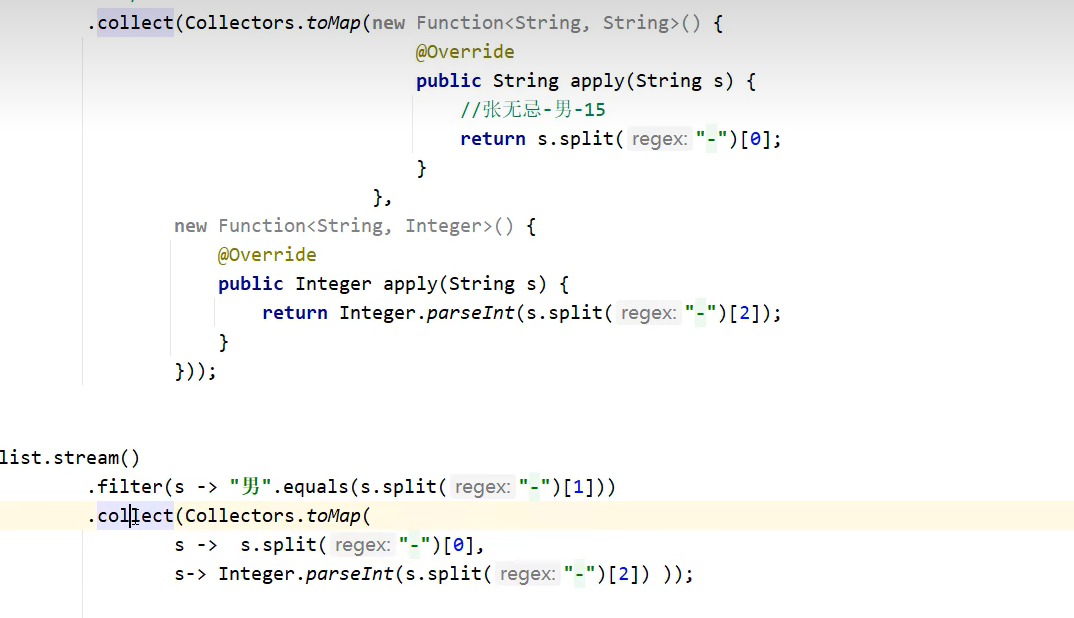 .collect(Collectors.toMap(new Function<String, String>() {
@Override
public String apply(String s) {
//张无忌-男-15
return s.split( regex: "-")[0];
}
},
new Function<String, Integer>() {
@Override
public Integer apply(String s) {
return Integer.parseInt(s.split( regex: "-")[2]);
}
}));
list.stream()
.filter(s -> "男".equals(s.split( regex: "-")[1]))
.collect(Collectors.toMap(
s -> s.split( regex: "-")[0],
s-> Integer.parseInt(s.split( regex: "-")[2]) ));